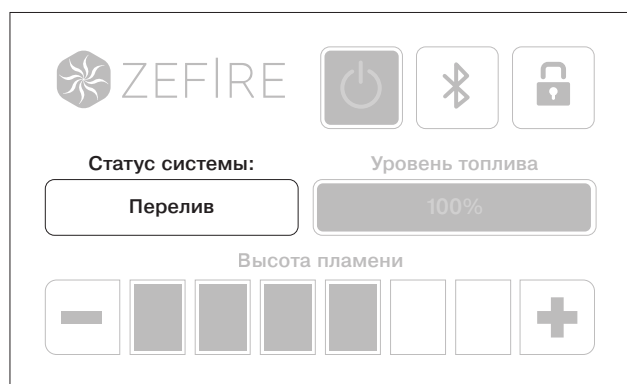 ZEFIRE
Статус системы:
Уровень топлива
Перелив
100%
Высота пламени